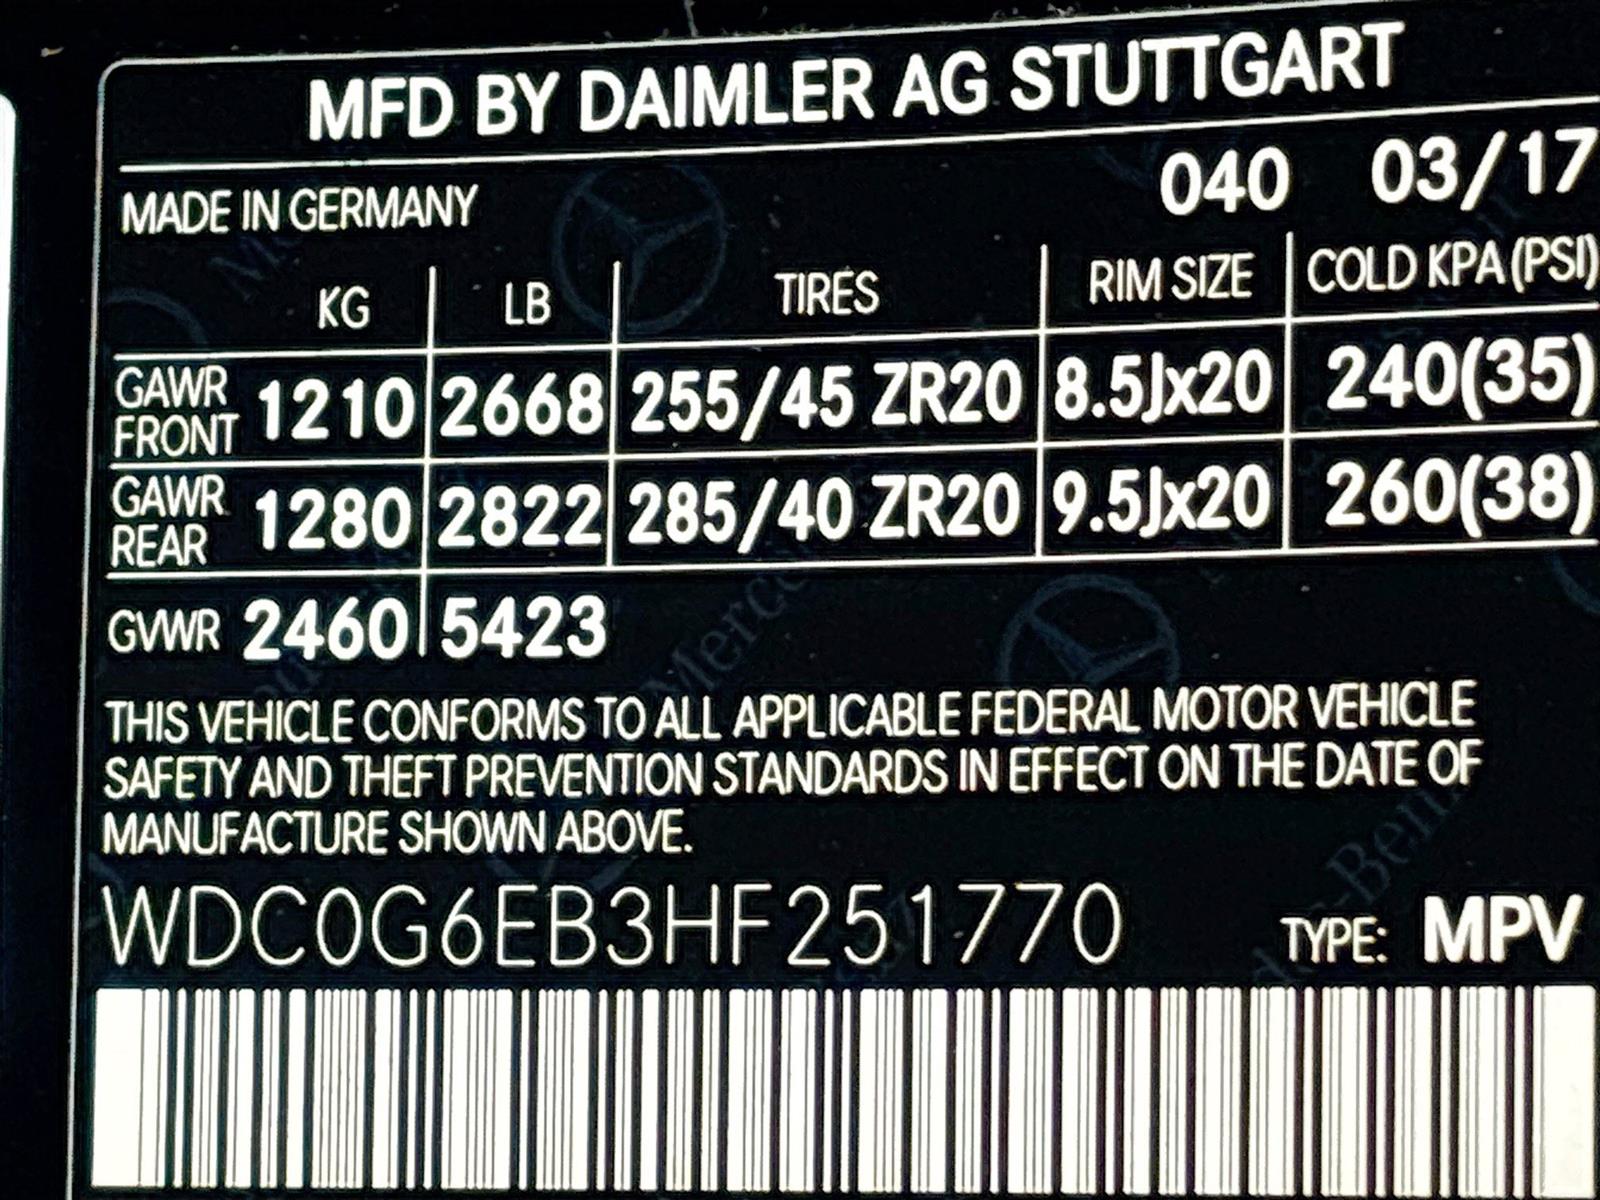 MFD BY DAIMLER AG STUTTGART
MADE IN GERMANY 040 03/17
KG LB TIRES RIM SIZE COLD KPA (PSI)
GAWR FRONT 1210 2668 255/45 ZR20 8.5Jx20 240(35)
GAWR REAR 1280 2822 285/40 ZR20 9.5Jx20 260(38)
GVWR 2460 5423
THIS VEHICLE CONFORMS TO ALL APPLICABLE FEDERAL MOTOR VEHICLE
SAFETY AND THEFT PREVENTION STANDARDS IN EFFECT ON THE DATE OF
MANUFACTURE SHOWN ABOVE.
WDC0G6EB3HF251770 TYPE: MPV